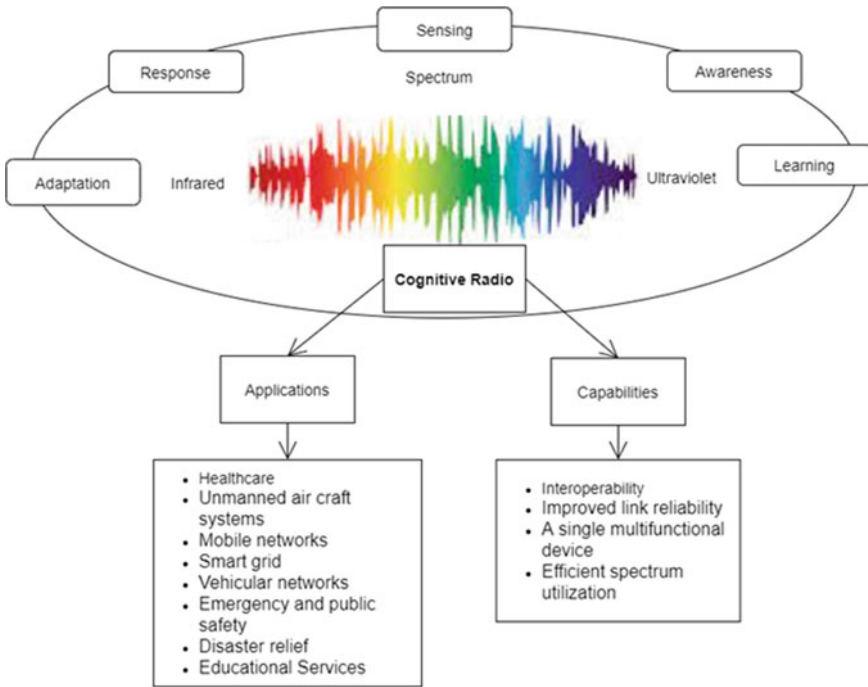 Sensing
Response
Spectrum
Awareness
Adaptation
Infrared
Ultraviolet
Learning
Cognitive Radio
Applications
Capabilities
• Healthcare
• Unmanned air craft
systems
• Mobile networks
• Smart grid
• Vehicular networks
• Emergency and public
safety
• Disaster relief
• Educational Services
• Interoperability
• Improved link reliability
• A single multifunctional
device
• Efficient spectrum
utilization